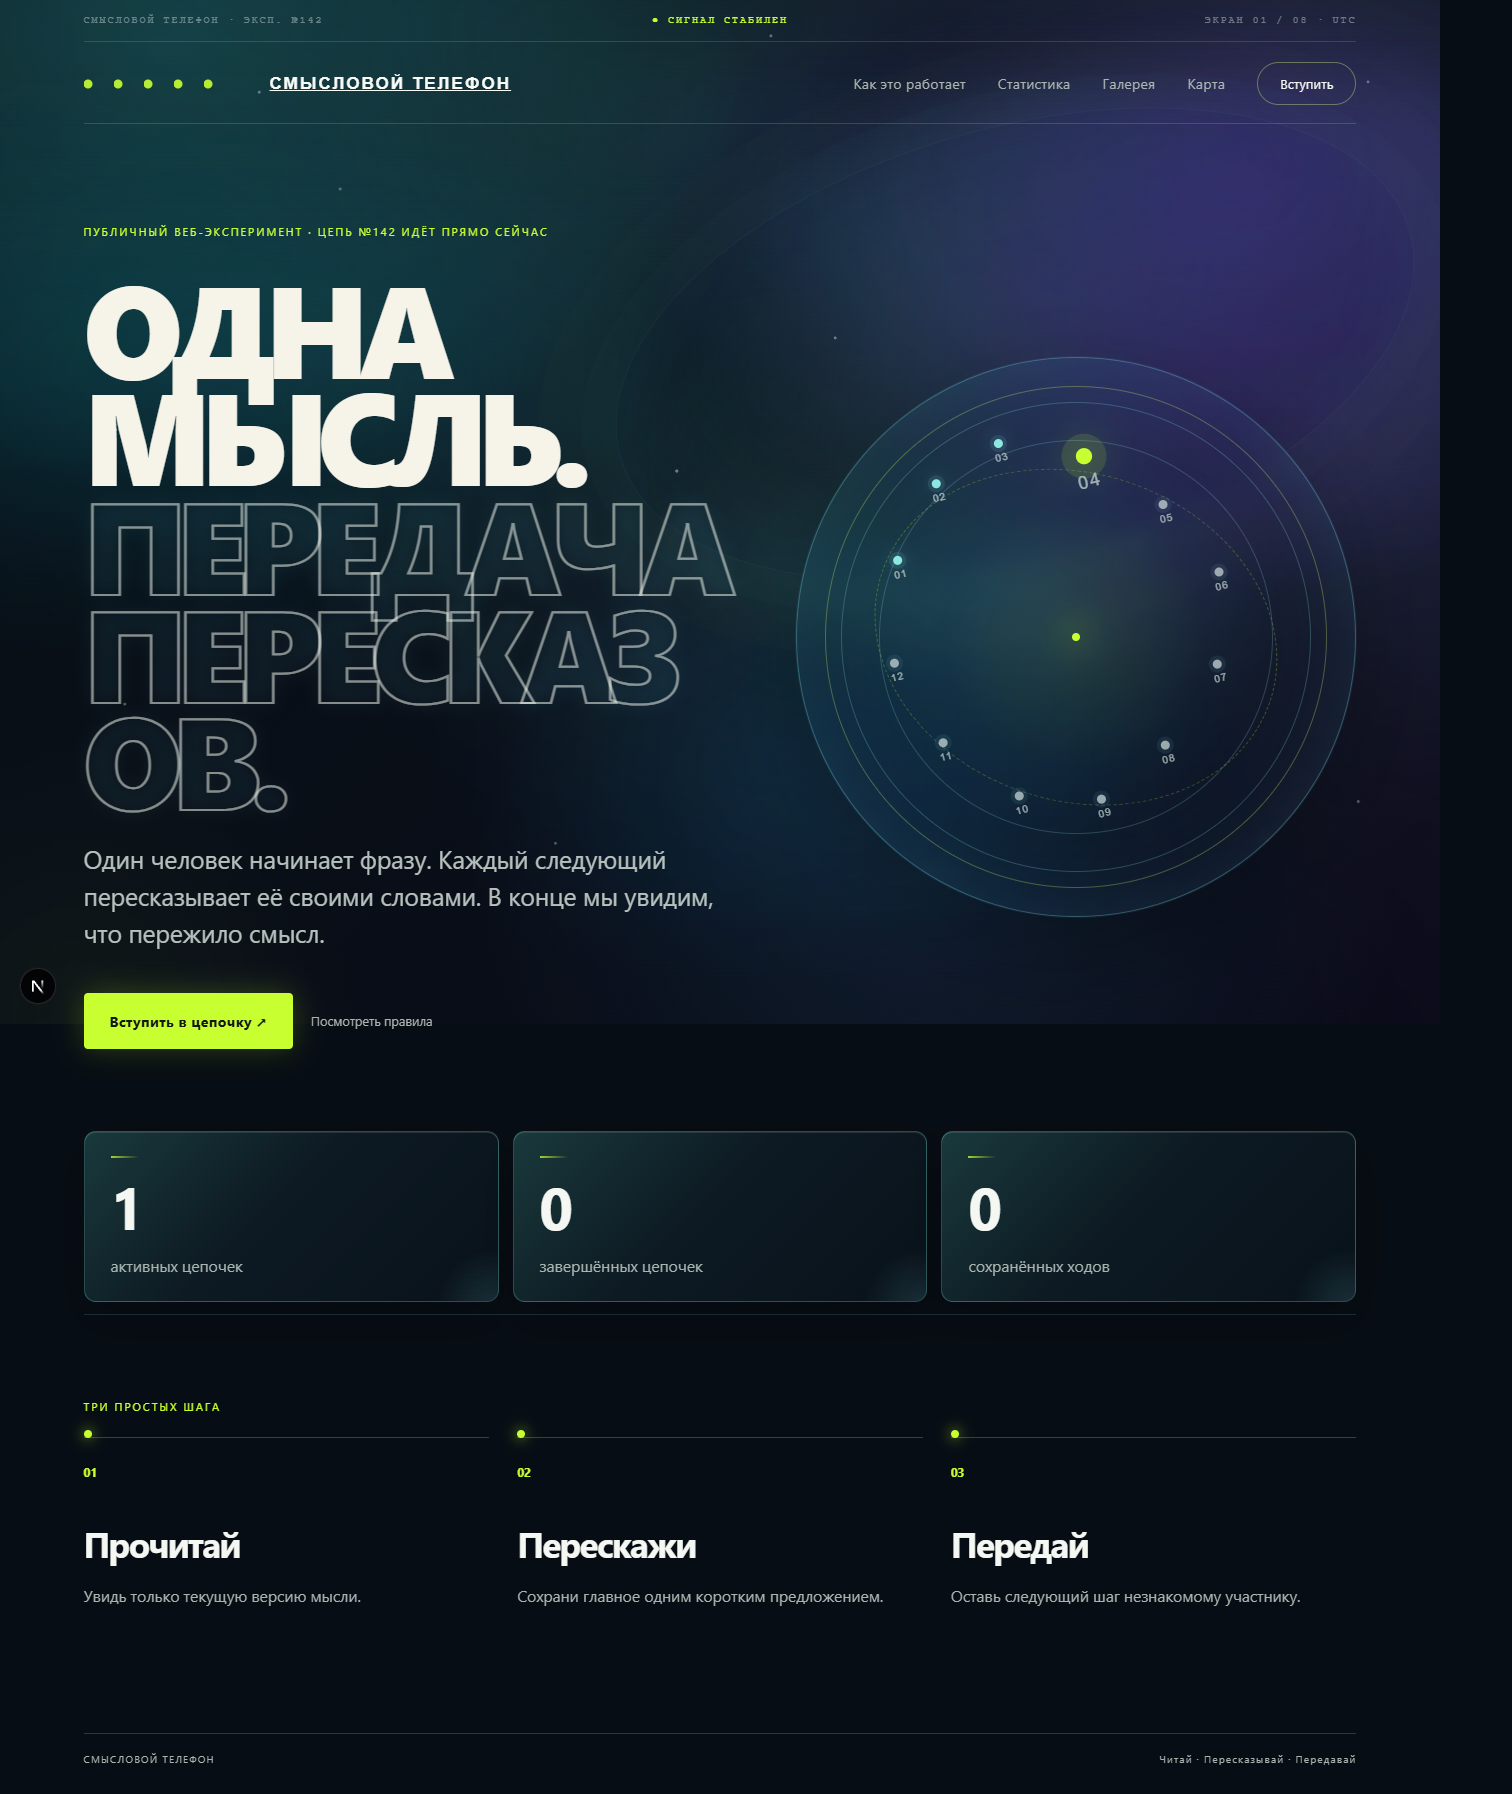 СМЫСЛОВОЙ ТЕЛЕФОН · ЭКСП. №142
СИГНАЛ СТАБИЛЕН
ЭКРАН 01 / 08 · UTC
СМЫСЛОВОЙ ТЕЛЕФОН
Как это работает
Статистика
Галерея
Карта
Вступить
ПУБЛИЧНЫЙ ВЕБ-ЭКСПЕРИМЕНТ · ЦЕПЬ №142 ИДЁТ ПРЯМО СЕЙЧАС
ОДНА
МЫСЛЬ.
ПЕРЕДАЧА
ПЕРЕСКАЗ
ОВ.
03
04
02
05
01
06
12
07
11
08
10
09
Один человек начинает фразу. Каждый следующий
пересказывает её своими словами. В конце мы увидим,
что пережило смысл.
N
Вступить в цепочку ↗
Посмотреть правила
1
активных цепочек
0
завершённых цепочек
0
сохранённых ходов
ТРИ ПРОСТЫХ ШАГА
01
Прочитай
Увидь только текущую версию мысли.
02
Перескажи
Сохрани главное одним коротким предложением.
03
Передай
Оставь следующий шаг незнакомому участнику.
СМЫСЛОВОЙ ТЕЛЕФОН
Читай · Пересказывай · Передавай